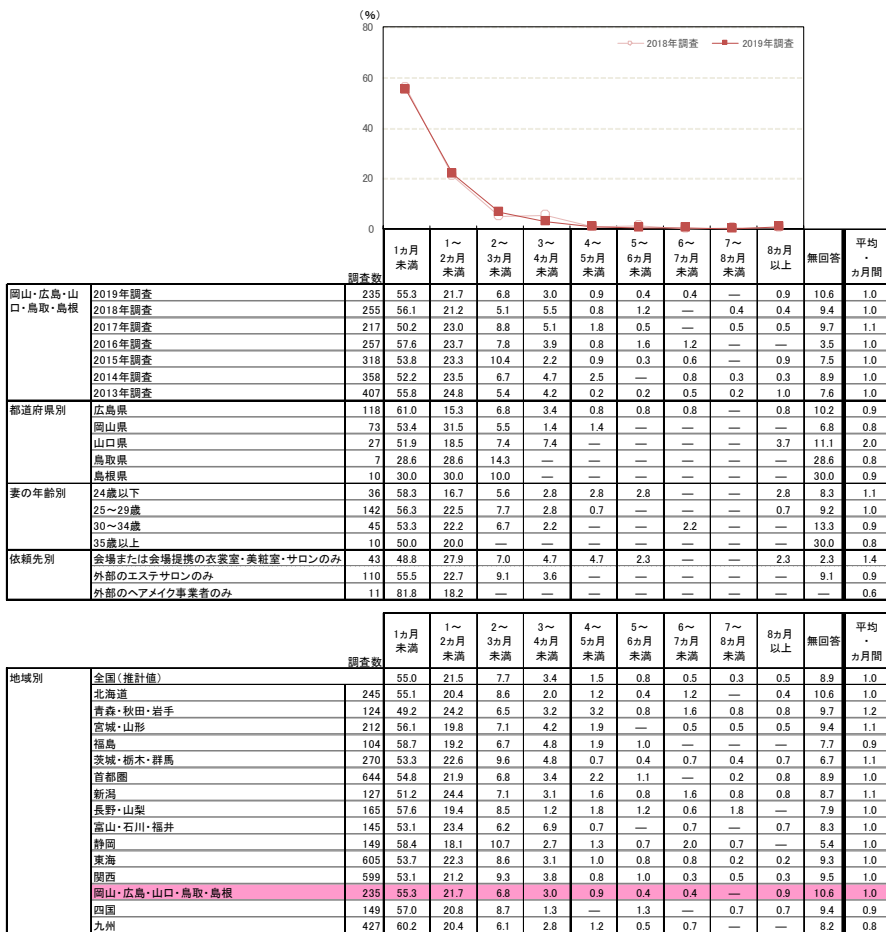 (%)
80
60
40
20
0
2018年調査 2019年調査
調査数 1ヵ月未満 1～2ヵ月未満 2～3ヵ月未満 3～4ヵ月未満 4～5ヵ月未満 5～6ヵ月未満 6～7ヵ月未満 7～8ヵ月未満 8ヵ月以上 無回答 平均・ヵ月間
岡山・広島・山口・鳥取・島根 2019年調査 235 55.3 21.7 6.8 3.0 0.9 0.4 0.4 — 0.9 10.6 1.0
2018年調査 255 56.1 21.2 5.1 5.5 0.8 1.2 — 0.4 0.4 9.4 1.0
2017年調査 217 50.2 23.0 8.8 5.1 1.8 0.5 — 0.5 0.5 9.7 1.1
2016年調査 257 57.6 23.7 7.8 3.9 0.8 1.6 1.2 — — 3.5 1.0
2015年調査 318 53.8 23.3 10.4 2.2 0.9 0.3 0.6 — 0.9 7.5 1.0
2014年調査 358 52.2 23.5 6.7 4.7 2.5 — 0.8 0.3 0.3 8.9 1.0
2013年調査 407 55.8 24.8 5.4 4.2 0.2 0.2 0.5 0.2 1.0 7.6 1.0
都道府県別 広島県 118 61.0 15.3 6.8 3.4 0.8 0.8 0.8 — 0.8 10.2 0.9
岡山県 73 53.4 31.5 5.5 1.4 1.4 — — — — 6.8 0.8
山口県 27 51.9 18.5 7.4 7.4 — — — — 3.7 11.1 2.0
鳥取県 7 28.6 28.6 14.3 — — — — — — 28.6 0.8
島根県 10 30.0 30.0 10.0 — — — — — — 30.0 0.9
妻の年齢別 24歳以下 36 58.3 16.7 5.6 2.8 2.8 2.8 — — 2.8 8.3 1.1
25～29歳 142 56.3 22.5 7.7 2.8 0.7 — — — 0.7 9.2 1.0
30～34歳 45 53.3 22.2 6.7 2.2 — — 2.2 — — 13.3 0.9
35歳以上 10 50.0 20.0 — — — — — — — 30.0 0.8
依頼先別 会場または会場提携の衣裳室・美粧室・サロンのみ 43 48.8 27.9 7.0 4.7 4.7 2.3 — — 2.3 2.3 1.4
外部のエステサロンのみ 110 55.5 22.7 9.1 3.6 — — — — — 9.1 0.9
外部のヘアメイク事業者のみ 11 81.8 18.2 — — — — — — — — 0.6
調査数 1ヵ月未満 1～2ヵ月未満 2～3ヵ月未満 3～4ヵ月未満 4～5ヵ月未満 5～6ヵ月未満 6～7ヵ月未満 7～8ヵ月未満 8ヵ月以上 無回答 平均・ヵ月間
地域別 全国(推計値) 55.0 21.5 7.7 3.4 1.5 0.8 0.5 0.3 0.5 8.9 1.0
北海道 245 55.1 20.4 8.6 2.0 1.2 0.4 1.2 — 0.4 10.6 1.0
青森・秋田・岩手 124 49.2 24.2 6.5 3.2 3.2 0.8 1.6 0.8 0.8 9.7 1.2
宮城・山形 212 56.1 19.8 7.1 4.2 1.9 — 0.5 0.5 0.5 9.4 1.1
福島 104 58.7 19.2 6.7 4.8 1.9 1.0 — — — 7.7 0.9
茨城・栃木・群馬 270 53.3 22.6 9.6 4.8 0.7 0.4 0.7 0.4 0.7 6.7 1.1
首都圏 644 54.8 21.9 6.8 3.4 2.2 1.1 — 0.2 0.8 8.9 1.0
新潟 127 51.2 24.4 7.1 3.1 1.6 0.8 1.6 0.8 0.8 8.7 1.1
長野・山梨 165 57.6 19.4 8.5 1.2 1.8 1.2 0.6 1.8 — 7.9 1.0
富山・石川・福井 145 53.1 23.4 6.2 6.9 0.7 — 0.7 — 0.7 8.3 1.0
静岡 149 58.4 18.1 10.7 2.7 1.3 0.7 2.0 0.7 — 5.4 1.0
東海 605 53.7 22.3 8.6 3.1 1.0 0.8 0.8 0.2 0.2 9.3 1.0
関西 599 53.1 21.2 9.3 3.8 0.8 1.0 0.3 0.5 0.3 9.5 1.0
岡山・広島・山口・鳥取・島根 235 55.3 21.7 6.8 3.0 0.9 0.4 0.4 — 0.9 10.6 1.0
四国 149 57.0 20.8 8.7 1.3 — 1.3 — 0.7 0.7 9.4 0.9
九州 427 60.2 20.4 6.1 2.8 1.2 0.5 0.7 — — 8.2 0.8